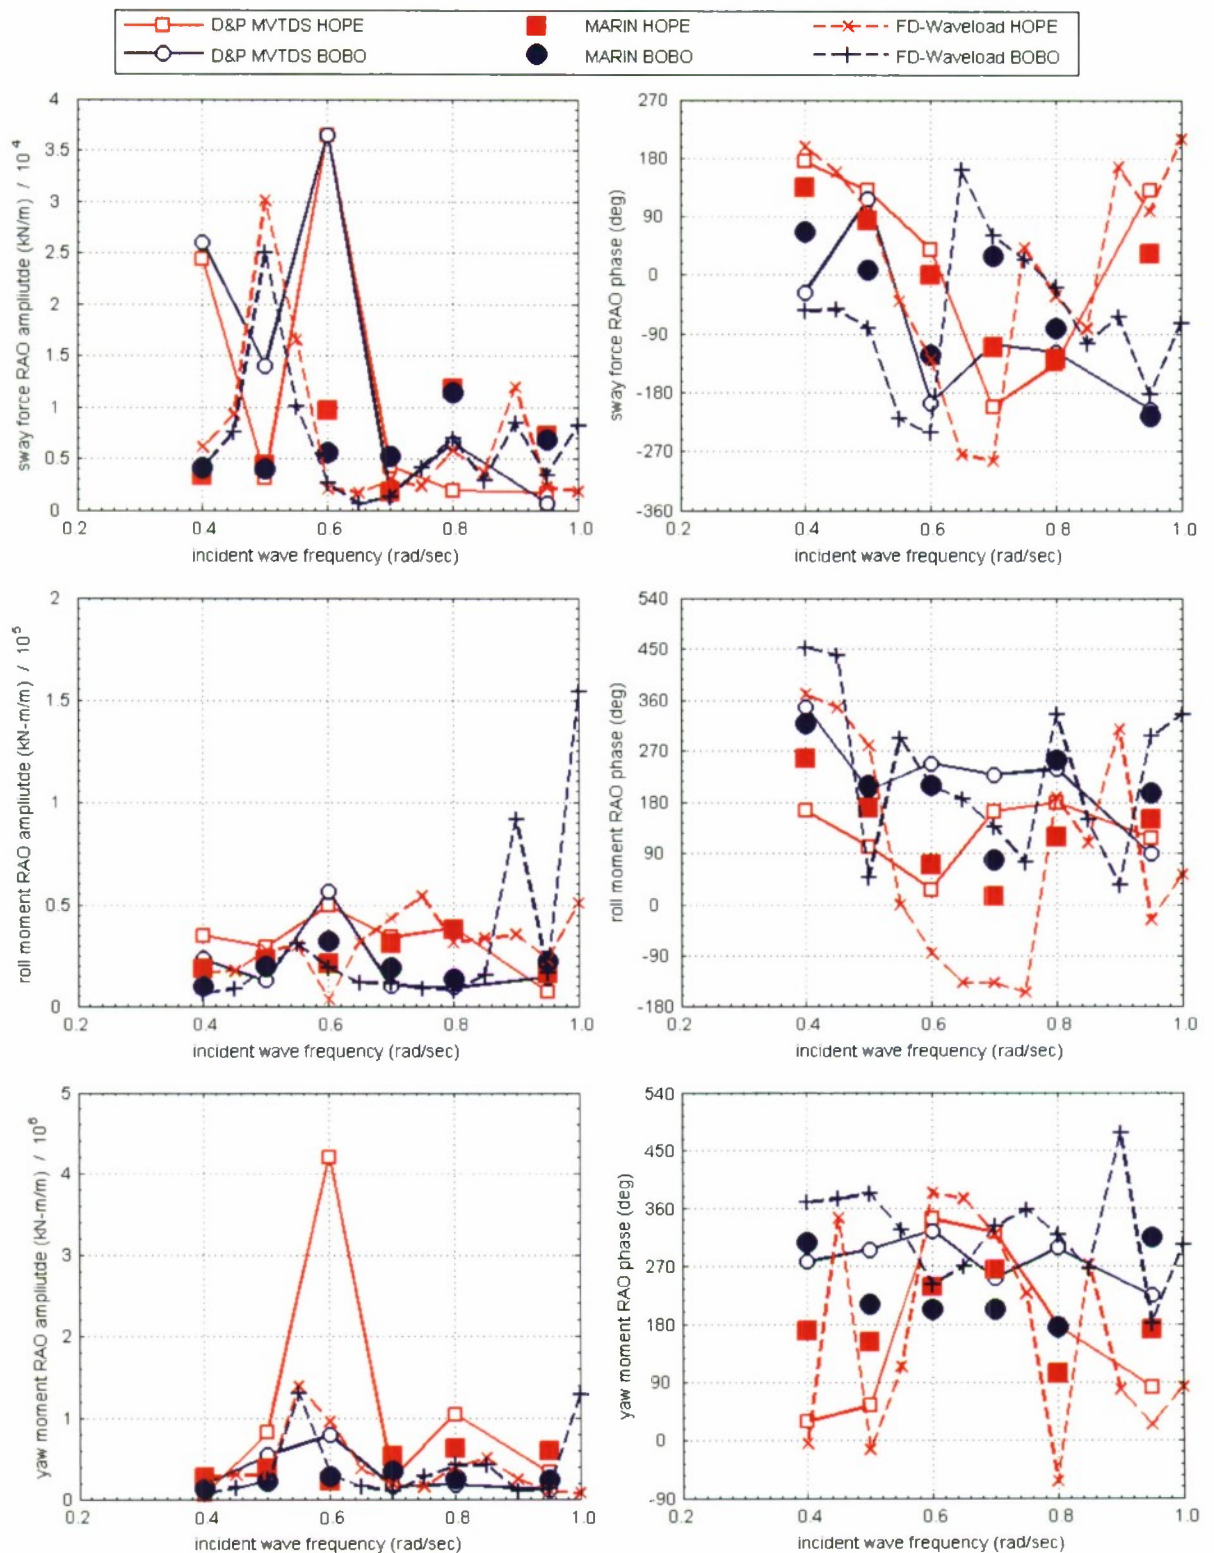 D&P MVTDS HOPE MARIN HOPE FD-Waveload HOPE
D&P MVTDS BOBO MARIN BOBO FD-Waveload BOBO
sway force RAO ampliutde (kN/m) / 10^4
4
3.5
3
2.5
2
1.5
1
0.5
0
0.2 0.4 0.6 0.8 1.0
incident wave frequency (rad/sec)
sway force RAO phase (deg)
270
180
90
0
-90
-180
-270
-360
0.2 0.4 0.6 0.8 1.0
incident wave frequency (rad/sec)
roll moment RAO ampliutde (kN-m/m) / 10^5
2
1.5
1
0.5
0
0.2 0.4 0.6 0.8 1.0
incident wave frequency (rad/sec)
roll moment RAO phase (deg)
540
450
360
270
180
90
0
-90
-180
0.2 0.4 0.6 0.8 1.0
incident wave frequency (rad/sec)
yaw moment RAO ampliutde (kN-m/m) / 10^6
5
4
3
2
1
0
0.2 0.4 0.6 0.8 1.0
incident wave frequency (rad/sec)
yaw moment RAO phase (deg)
540
450
360
270
180
90
0
-90
0.2 0.4 0.6 0.8 1.0
incident wave frequency (rad/sec)